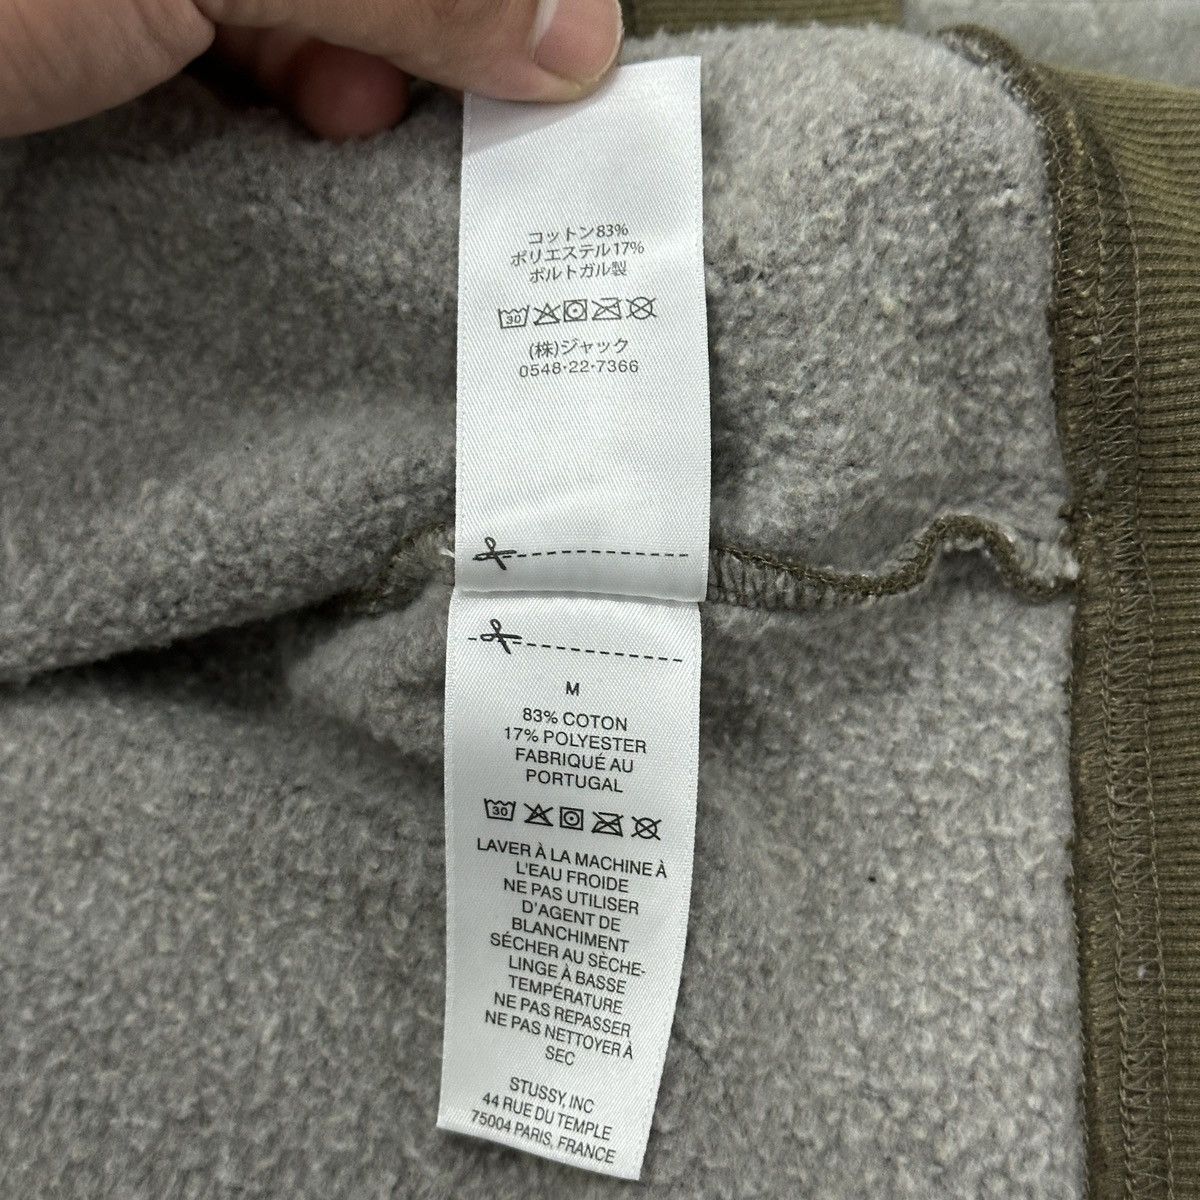 コットン83%
ポリエステル17%
ポルトガル製
30
(株)ジャック
0548·22·7366
M
83% COTON
17% POLYESTER
FABRIQUÉ AU
PORTUGAL
30
LAVER À LA MACHINE À
L'EAU FROIDE
NE PAS UTILISER
D'AGENT DE
BLANCHIMENT
SÉCHER AU SÈCHE-
LINGE À BASSE
TEMPÉRATURE
NE PAS REPASSER
NE PAS NETTOYER À
SEC
STUSSY, INC
44 RUE DU TEMPLE
75004 PARIS, FRANCE